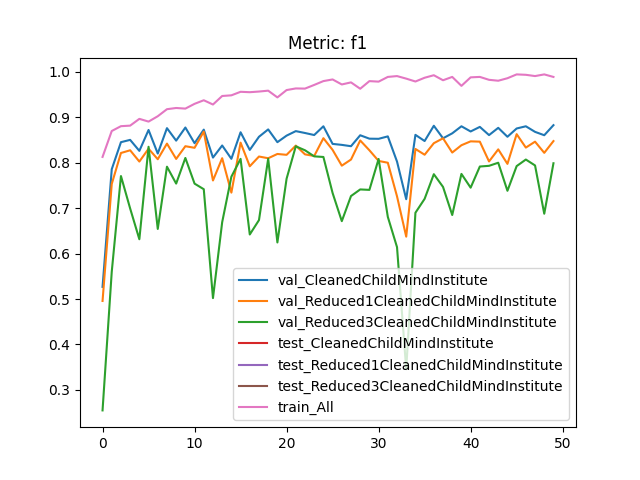 Metric: f1
1.0
0.9
0.8
0.7
0.6
0.5
0.4
0.3
0
10
20
30
40
50
val_CleanedChildMindInstitute
val_Reduced1CleanedChildMindInstitute
val_Reduced3CleanedChildMindInstitute
test_CleanedChildMindInstitute
test_Reduced1CleanedChildMindInstitute
test_Reduced3CleanedChildMindInstitute
train_All